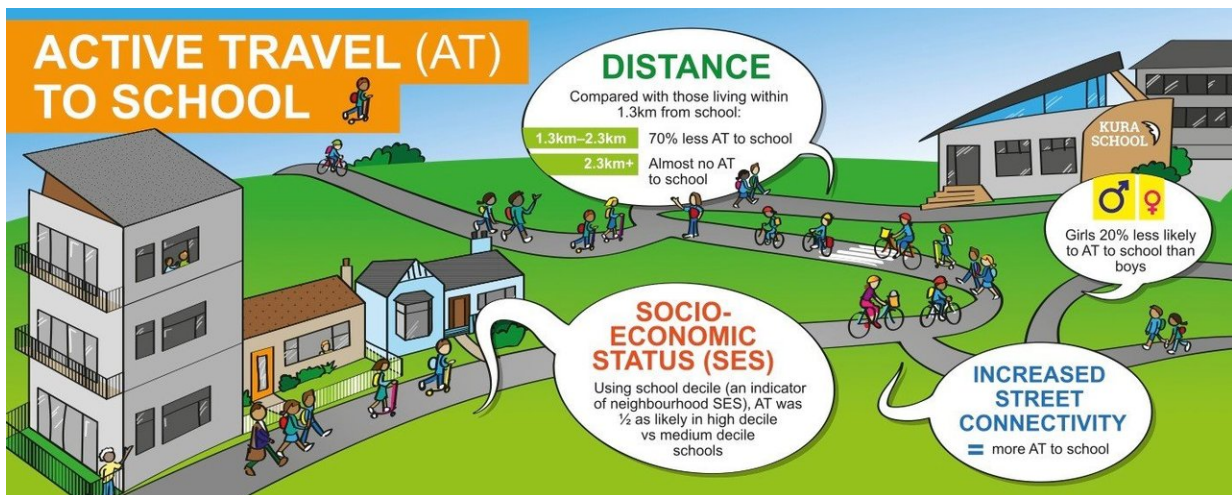 ACTIVE TRAVEL (AT)
TO SCHOOL
DISTANCE
Compared with those living within
1.3km from school:
1.3km–2.3km 70% less AT to school
2.3km+ Almost no AT
to school
KURA
SCHOOL
♂ ♀
Girls 20% less likely
to AT to school than
boys
SOCIO-
ECONOMIC
STATUS (SES)
Using school decile (an indicator
of neighbourhood SES), AT was
½ as likely in high decile
vs medium decile
schools
INCREASED
STREET
CONNECTIVITY
= more AT to school